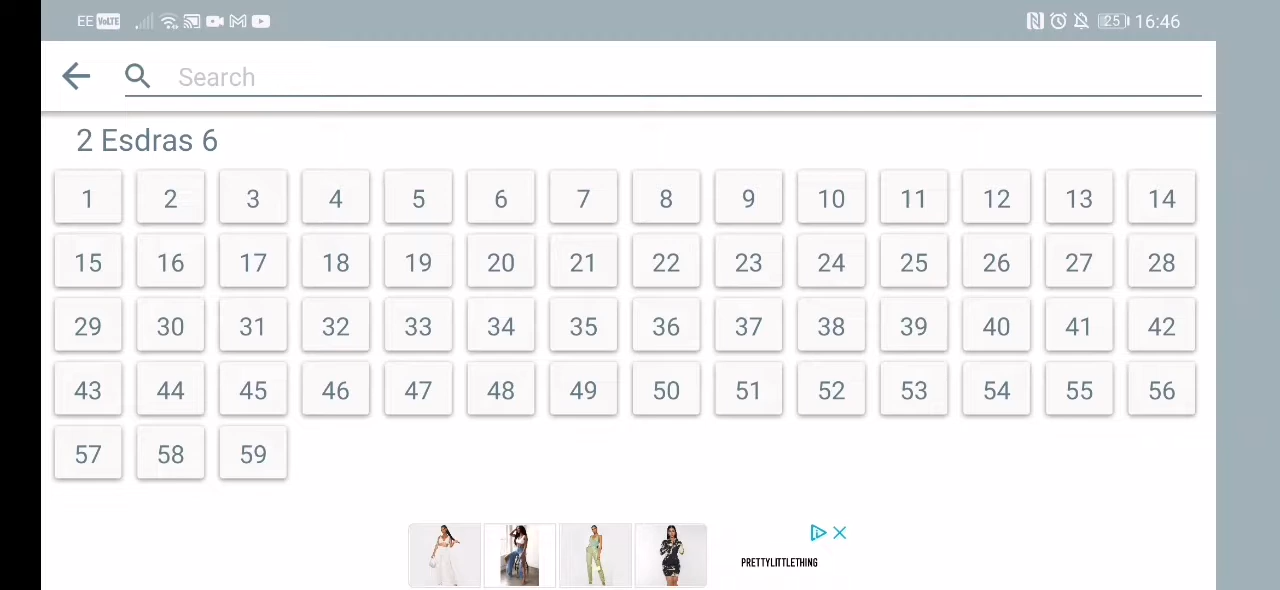 EE VoLTE 25 16:46
Search
2 Esdras 6
1 2 3 4 5 6 7 8 9 10 11 12 13 14
15 16 17 18 19 20 21 22 23 24 25 26 27 28
29 30 31 32 33 34 35 36 37 38 39 40 41 42
43 44 45 46 47 48 49 50 51 52 53 54 55 56
57 58 59
PRETTYLITTLETHING